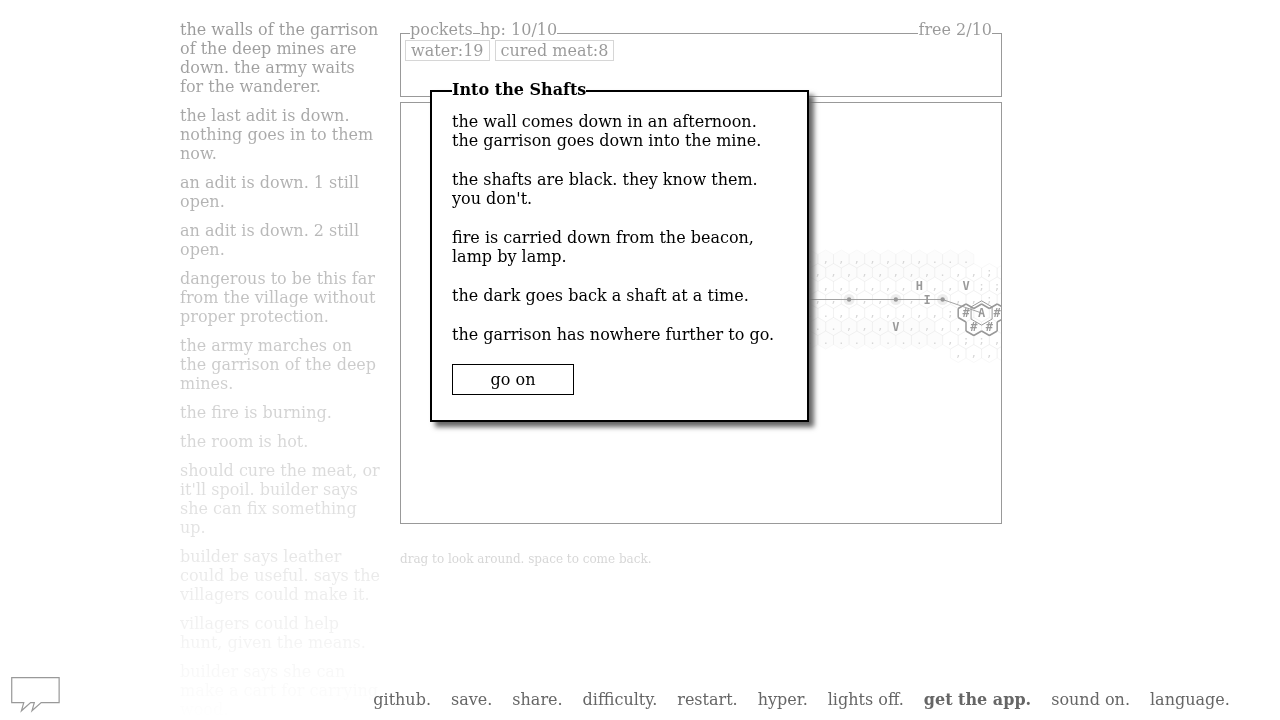 the walls of the garrison
of the deep mines are
down. the army waits
for the wanderer.
the last adit is down.
nothing goes in to them
now.
an adit is down. 1 still
open.
an adit is down. 2 still
open.
dangerous to be this far
from the village without
proper protection.
the army marches on
the garrison of the deep
mines.
the fire is burning.
the room is hot.
should cure the meat, or
it'll spoil. builder says
she can fix something
up.
builder says leather
could be useful. says the
villagers could make it.
villagers could help
hunt, given the means.
builder says she can
make a cart for carrying
pockets hp: 10/10
free 2/10
water:19 cured meat:8
Into the Shafts
the wall comes down in an afternoon.
the garrison goes down into the mine.
the shafts are black. they know them.
you don't.
fire is carried down from the beacon,
lamp by lamp.
the dark goes back a shaft at a time.
the garrison has nowhere further to go.
go on
H V
I
# A #
V # #
drag to look around. space to come back.
github. save. share. difficulty. restart. hyper. lights off. get the app. sound on. language.